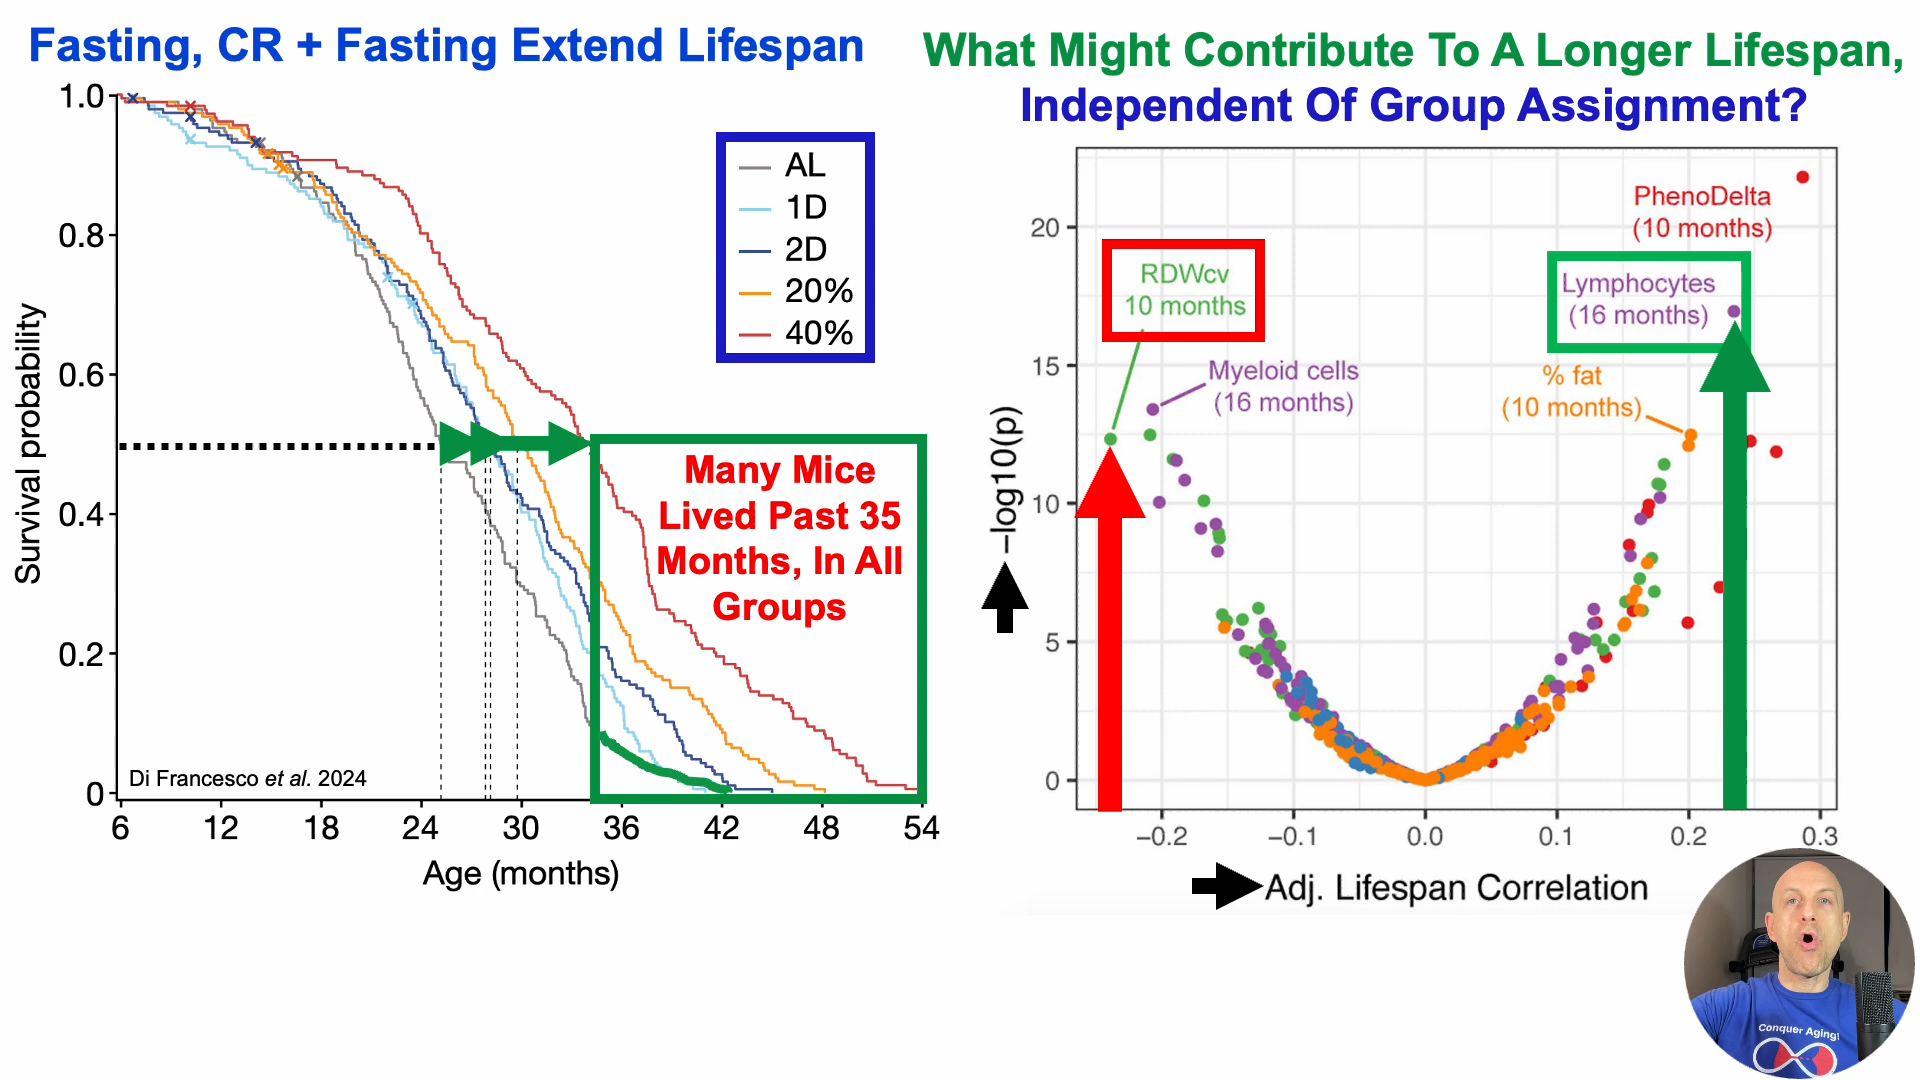 Fasting, CR + Fasting Extend Lifespan
What Might Contribute To A Longer Lifespan,
Independent Of Group Assignment?
Survival probability
1.0
0.8
0.6
0.4
0.2
0
AL
1D
2D
20%
40%
Many Mice
Lived Past 35
Months, In All
Groups
Di Francesco et al. 2024
6 12 18 24 30 36 42 48 54
Age (months)
−log10(p)
20
15
10
5
0
PhenoDelta
(10 months)
RDWcv
10 months
Lymphocytes
(16 months)
Myeloid cells
(16 months)
% fat
(10 months)
−0.2 −0.1 0.0 0.1 0.2 0.3
Adj. Lifespan Correlation
Conquer Aging!